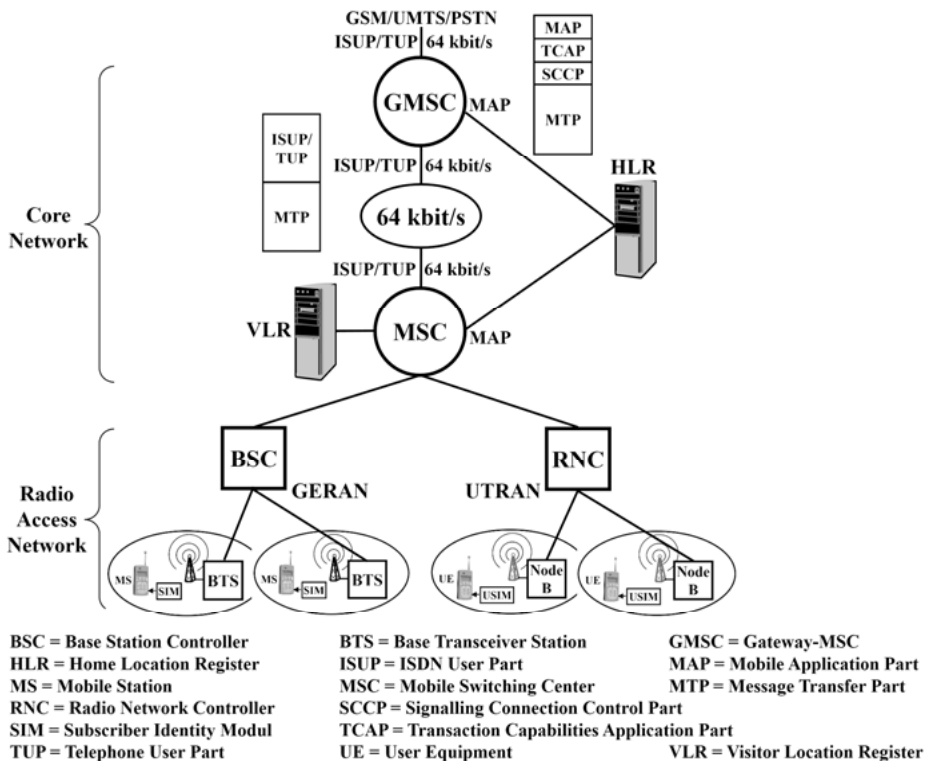 GSM/UMTS/PSTN
ISUP/TUP 64 kbit/s
MAP
TCAP
SCCP
MTP
GMSC
MAP
ISUP/
TUP
MTP
ISUP/TUP 64 kbit/s
HLR
64 kbit/s
Core
Network
ISUP/TUP 64 kbit/s
VLR
MSC
MAP
BSC
RNC
GERAN
UTRAN
Radio
Access
Network
MS
SIM
BTS
MS
SIM
BTS
UE
USIM
Node
B
UE
USIM
Node
B
BSC = Base Station Controller
BTS = Base Transceiver Station
GMSC = Gateway-MSC
HLR = Home Location Register
ISUP = ISDN User Part
MAP = Mobile Application Part
MS = Mobile Station
MSC = Mobile Switching Center
MTP = Message Transfer Part
RNC = Radio Network Controller
SCCP = Signalling Connection Control Part
SIM = Subscriber Identity Modul
TCAP = Transaction Capabilities Application Part
TUP = Telephone User Part
UE = User Equipment
VLR = Visitor Location Register